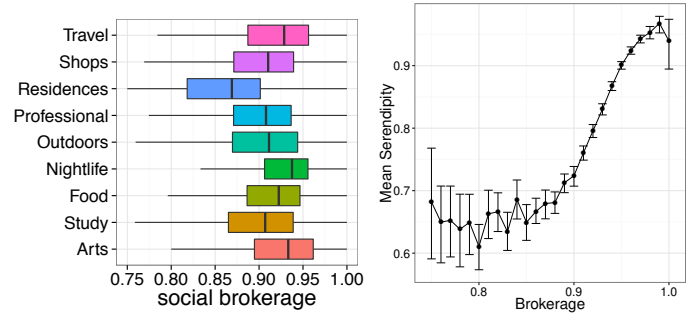 Travel
Shops
Residences
Professional
Outdoors
Nightlife
Food
Study
Arts
0.75 0.80 0.85 0.90 0.95 1.00
social brokerage
Mean Serendipity
0.9
0.8
0.7
0.6
0.8 0.9 1.0
Brokerage